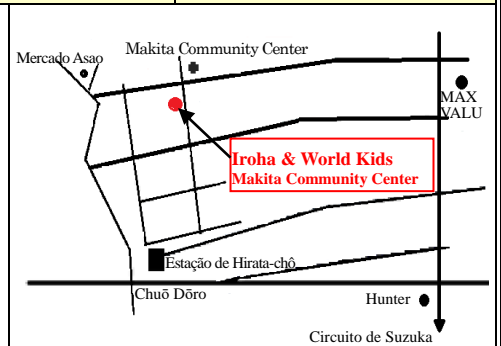 Makita Community Center
Mercado Asao
MAX
VALU
Iroha & World Kids
Makita Community Center
Estação de Hirata-chô
Chuō Dōro
Hunter
Circuito de Suzuka